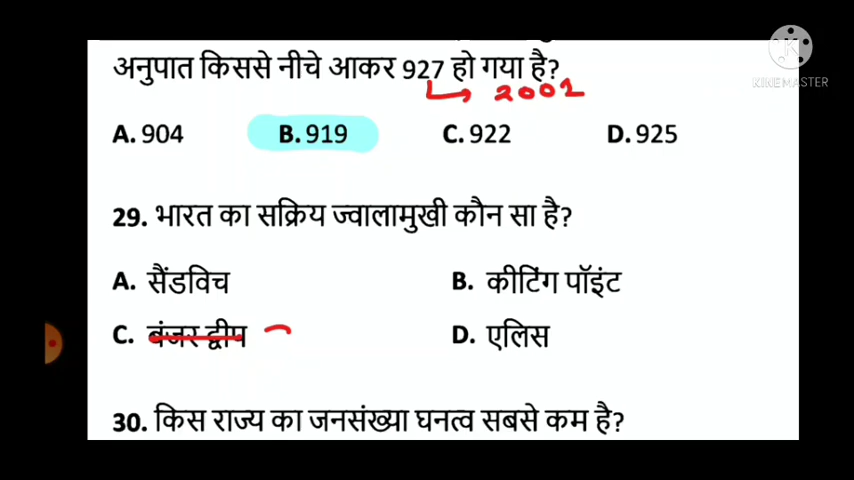 अनुपात किससे नीचे आकर 927 हो गया है?
2001
A. 904 B. 919 C. 922 D. 925
29. भारत का सक्रिय ज्वालामुखी कौन सा है?
A. सैंडविच B. कीटिंग पॉइंट
C. बंजर द्वीप D. एलिस
30. किस राज्य का जनसंख्या घनत्व सबसे कम है?
KINEMASTER